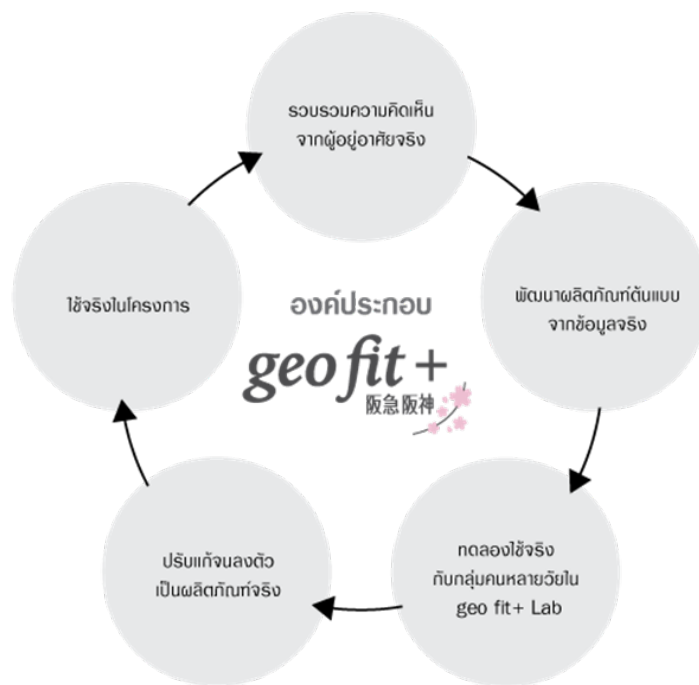 รวบรวมความคิดเห็น
จากผู้อยู่อาศัยจริง
พัฒนาผลิตภัณฑ์ต้นแบบ
จากข้อมูลจริง
ทดลองใช้จริง
กับกลุ่มคนหลายวัยใน
geo fit+ Lab
ปรับแก้จนลงตัว
เป็นผลิตภัณฑ์จริง
ใช้จริงในโครงการ
องค์ประกอบ
geo fit +
阪急阪神